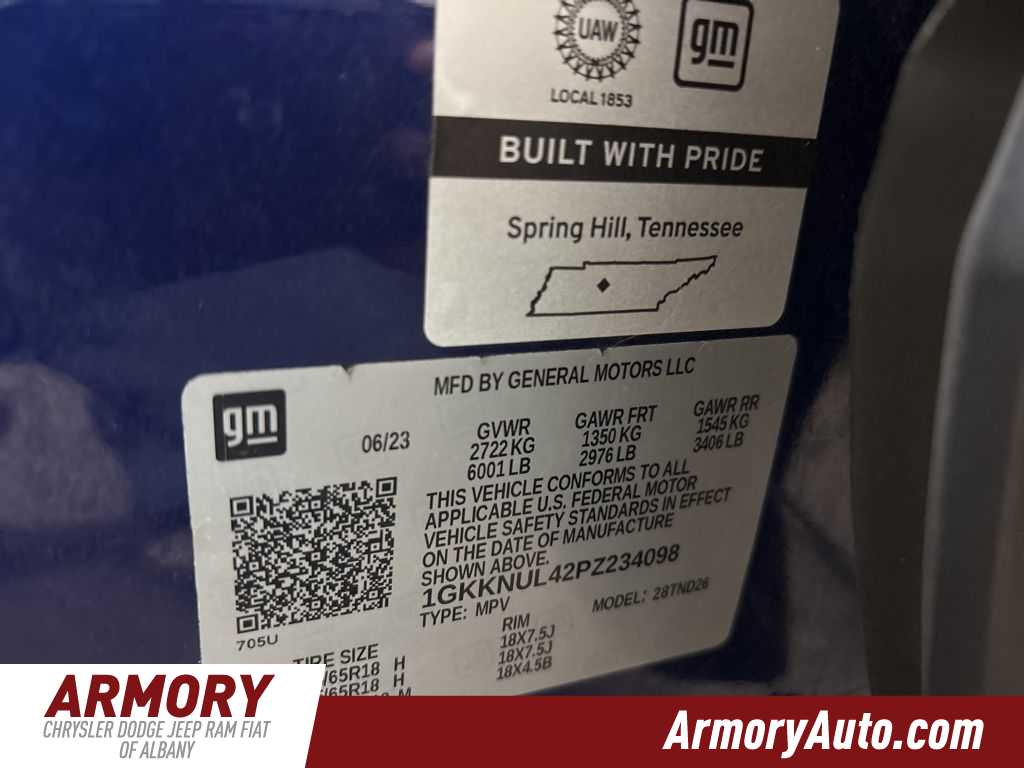 UAW
gm
LOCAL 1853
BUILT WITH PRIDE
Spring Hill, Tennessee
MFD BY GENERAL MOTORS LLC
gm
06/23
GVWR
2722 KG
6001 LB
GAWR FRT
1350 KG
2976 LB
GAWR RR
1545 KG
3406 LB
THIS VEHICLE CONFORMS TO ALL
APPLICABLE U.S. FEDERAL MOTOR
VEHICLE SAFETY STANDARDS IN EFFECT
ON THE DATE OF MANUFACTURE
SHOWN ABOVE.
1GKKNUL42PZ234098
TYPE: MPV
MODEL: 28TND26
705U
TIRE SIZE
RIM
/65R18 H
18X7.5J
/65R18 H
18X7.5J
M
18X4.5B
ARMORY
CHRYSLER DODGE JEEP RAM FIAT
OF ALBANY
ArmoryAuto.com